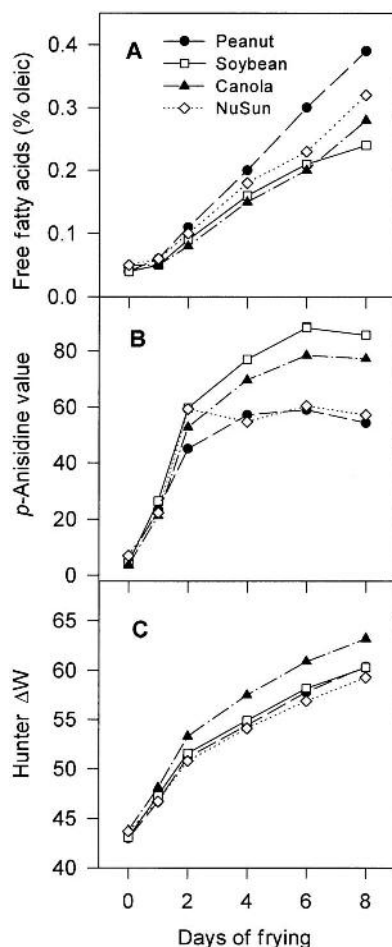 A
Peanut
Soybean
Canola
NuSun
Free fatty acids (% oleic)
0.4
0.3
0.2
0.1
0.0
B
p-Anisidine value
80
60
40
20
0
C
Hunter ΔW
65
60
55
50
45
40
0 2 4 6 8
Days of frying